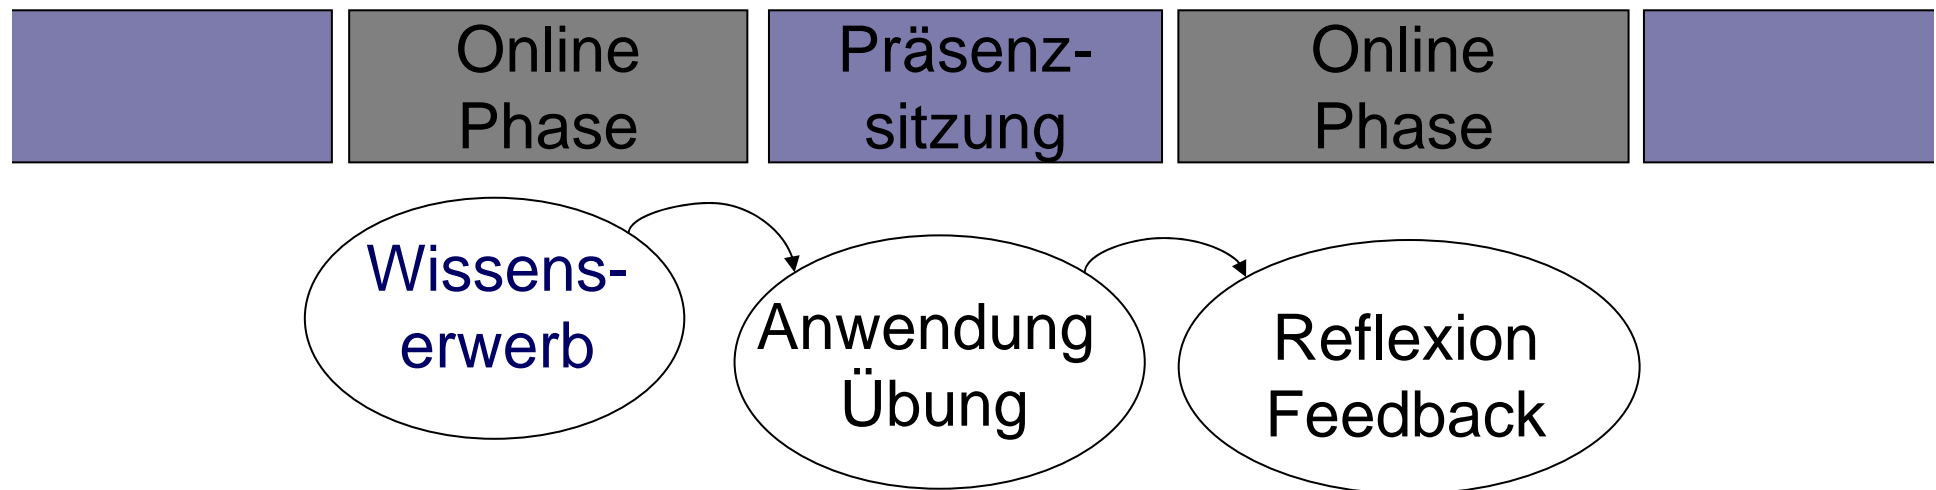 Online
Phase
Präsenz-
sitzung
Online
Phase
Wissens-
erwerb
Anwendung
Übung
Reflexion
Feedback